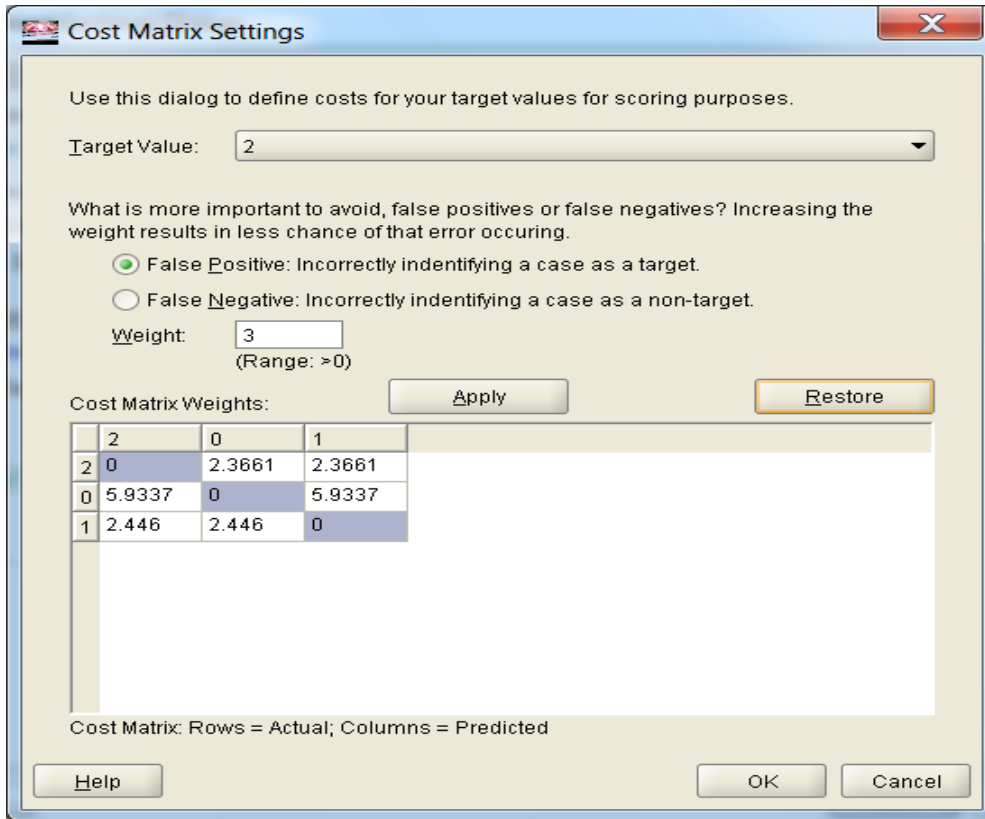 Cost Matrix Settings
Use this dialog to define costs for your target values for scoring purposes.
Target Value: 2
What is more important to avoid, false positives or false negatives? Increasing the
weight results in less chance of that error occuring.
False Positive: Incorrectly indentifying a case as a target.
False Negative: Incorrectly indentifying a case as a non-target.
Weight: 3
(Range: >0)
Cost Matrix Weights: Apply Restore
2 0 1
2 0 2.3661 2.3661
0 5.9337 0 5.9337
1 2.446 2.446 0
Cost Matrix: Rows = Actual; Columns = Predicted
Help OK Cancel